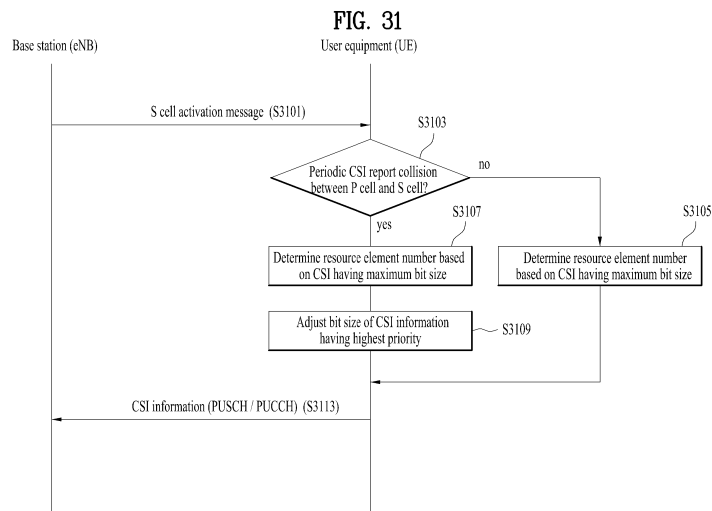 FIG. 31
Base station (eNB)
User equipment (UE)
S cell activation message (S3101)
S3103
Periodic CSI report collision
between P cell and S cell?
no
yes
S3107
S3105
Determine resource element number based
on CSI having maximum bit size
Determine resource element number
based on CSI having maximum bit size
Adjust bit size of CSI information
having highest priority
S3109
CSI information (PUSCH / PUCCH) (S3113)